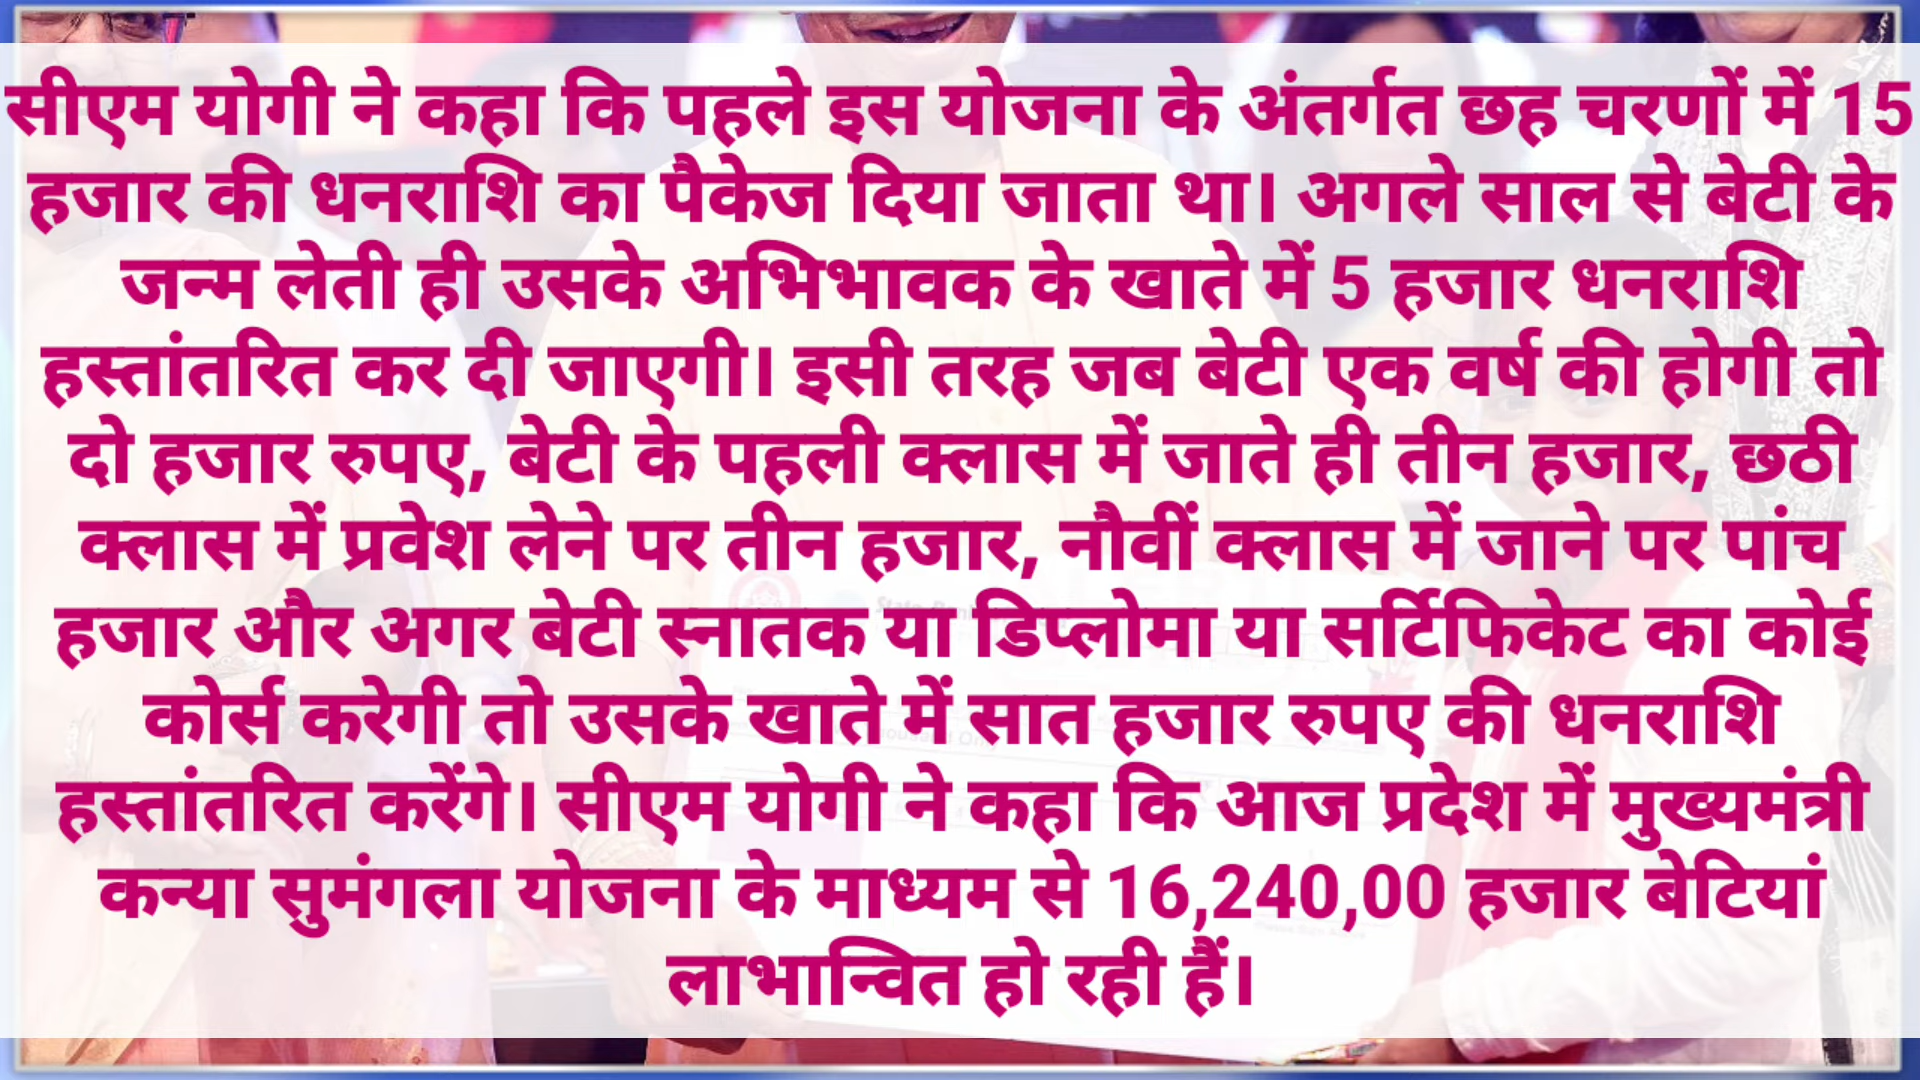 सीएम योगी ने कहा कि पहले इस योजना के अंतर्गत छह चरणों में 15
हजार की धनराशि का पैकेज दिया जाता था। अगले साल से बेटी के
जन्म लेती ही उसके अभिभावक के खाते में 5 हजार धनराशि
हस्तांतरित कर दी जाएगी। इसी तरह जब बेटी एक वर्ष की होगी तो
दो हजार रुपए, बेटी के पहली क्लास में जाते ही तीन हजार, छठी
क्लास में प्रवेश लेने पर तीन हजार, नौवीं क्लास में जाने पर पांच
हजार और अगर बेटी स्नातक या डिप्लोमा या सर्टिफिकेट का कोई
कोर्स करेगी तो उसके खाते में सात हजार रुपए की धनराशि
हस्तांतरित करेंगे। सीएम योगी ने कहा कि आज प्रदेश में मुख्यमंत्री
कन्या सुमंगला योजना के माध्यम से 16,240,00 हजार बेटियां
लाभान्वित हो रही हैं।